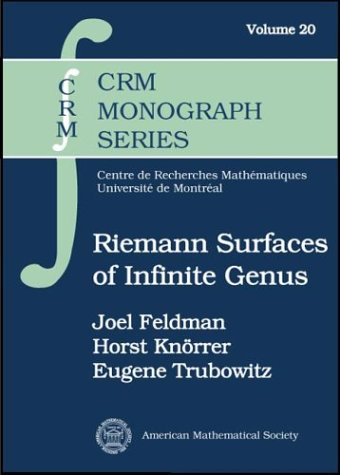 Volume 20
CRM
CRM
MONOGRAPH
SERIES
Centre de Recherches Mathématiques
Université de Montréal
Riemann Surfaces
of Infinite Genus
Joel Feldman
Horst Knörrer
Eugene Trubowitz
American Mathematical Society